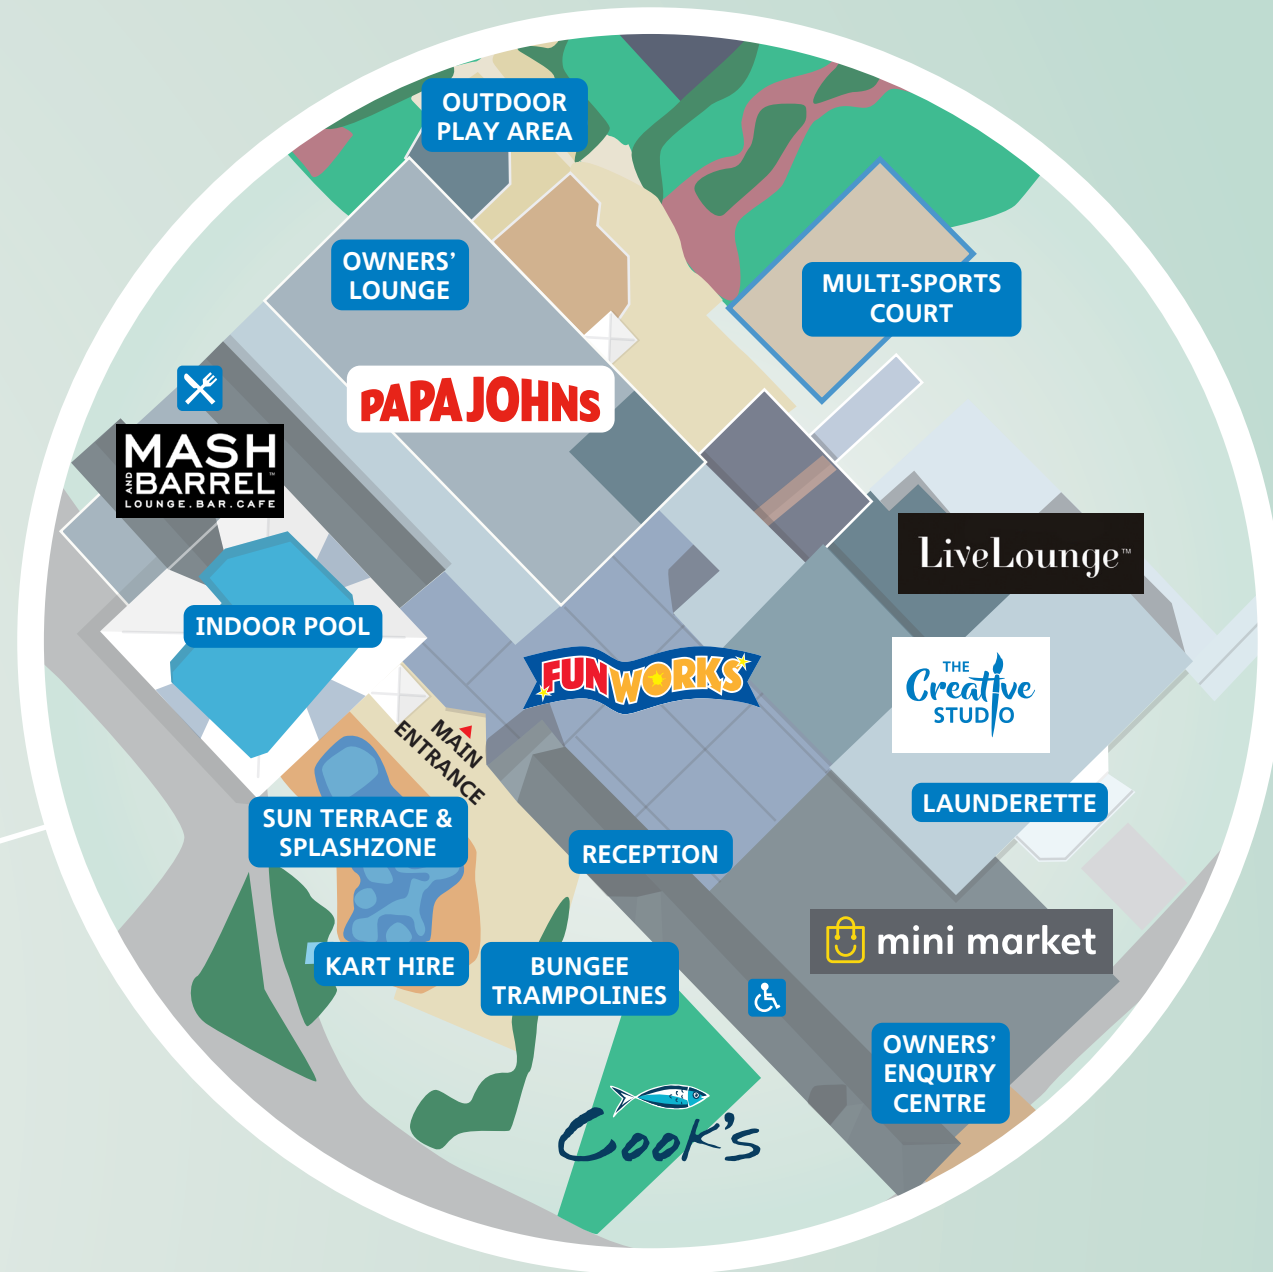 OUTDOOR
PLAY AREA
OWNERS’
LOUNGE
MULTI-SPORTS
COURT
PAPA JOHNS
MASH
AND BARREL™
LOUNGE.BAR.CAFE
LiveLounge™
INDOOR POOL
FUNWORKS
THE
Creative
STUDIO
MAIN
ENTRANCE
LAUNDERETTE
SUN TERRACE &
SPLASHZONE
RECEPTION
mini market
KART HIRE
BUNGEE
TRAMPOLINES
OWNERS’
ENQUIRY
CENTRE
Cook's